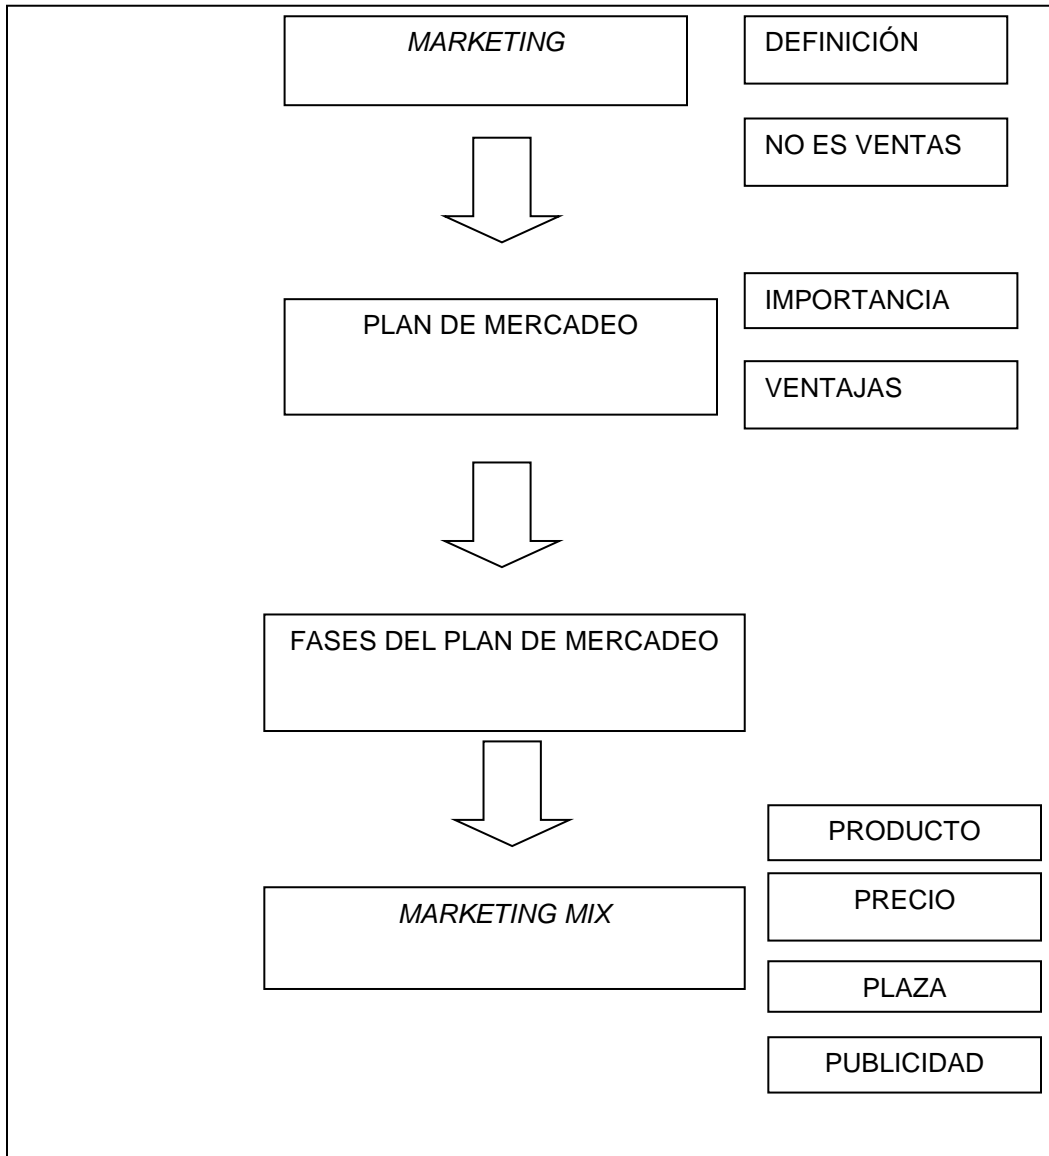 MARKETING
DEFINICIÓN
NO ES VENTAS
PLAN DE MERCADEO
IMPORTANCIA
VENTAJAS
FASES DEL PLAN DE MERCADEO
MARKETING MIX
PRODUCTO
PRECIO
PLAZA
PUBLICIDAD